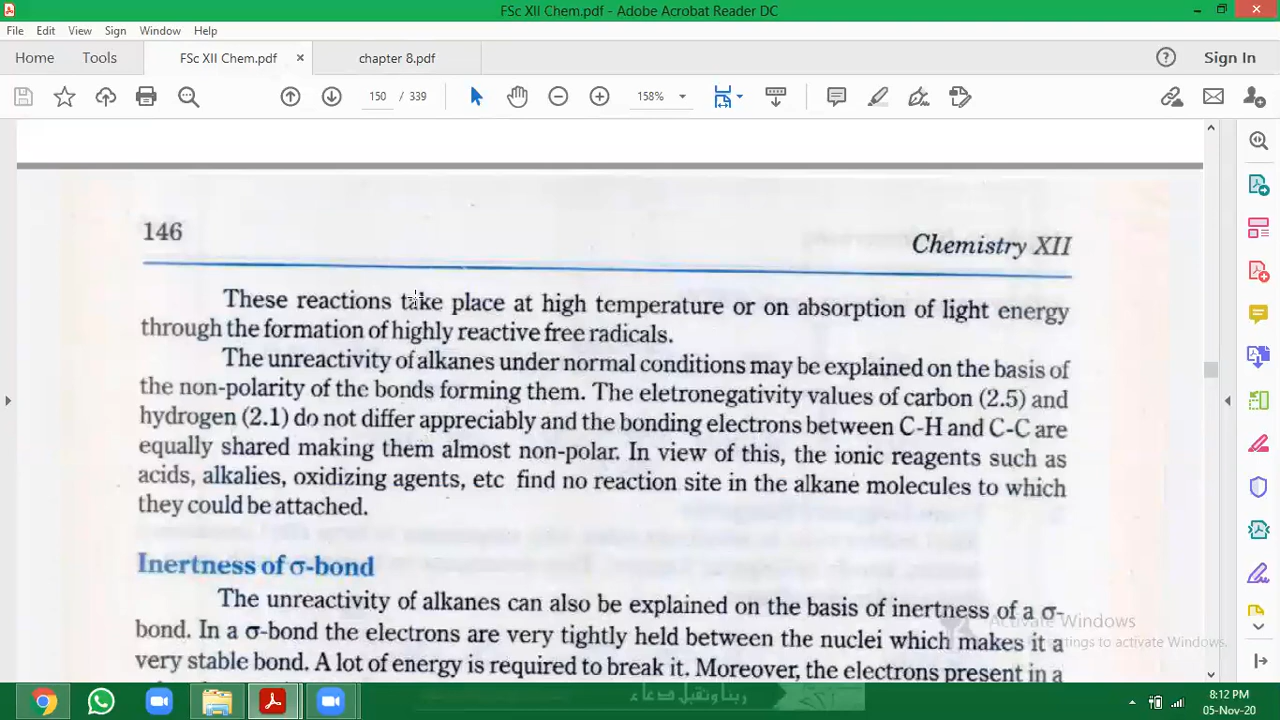 FSc XII Chem.pdf - Adobe Acrobat Reader DC
File Edit View Sign Window Help
Home Tools FSc XII Chem.pdf × chapter 8.pdf Sign In
150 / 339 158%
146 Chemistry XII
These reactions take place at high temperature or on absorption of light energy
through the formation of highly reactive free radicals.
The unreactivity of alkanes under normal conditions may be explained on the basis of
the non-polarity of the bonds forming them. The eletronegativity values of carbon (2.5) and
hydrogen (2.1) do not differ appreciably and the bonding electrons between C-H and C-C are
equally shared making them almost non-polar. In view of this, the ionic reagents such as
acids, alkalies, oxidizing agents, etc find no reaction site in the alkane molecules to which
they could be attached.
Inertness of σ-bond
The unreactivity of alkanes can also be explained on the basis of inertness of a σ-
bond. In a σ-bond the electrons are very tightly held between the nuclei which makes it a
very stable bond. A lot of energy is required to break it. Moreover, the electrons present in a
Activate Windows
ettings to activate Windows.
ربنا وتقبل دعاء
8:12 PM
05-Nov-20